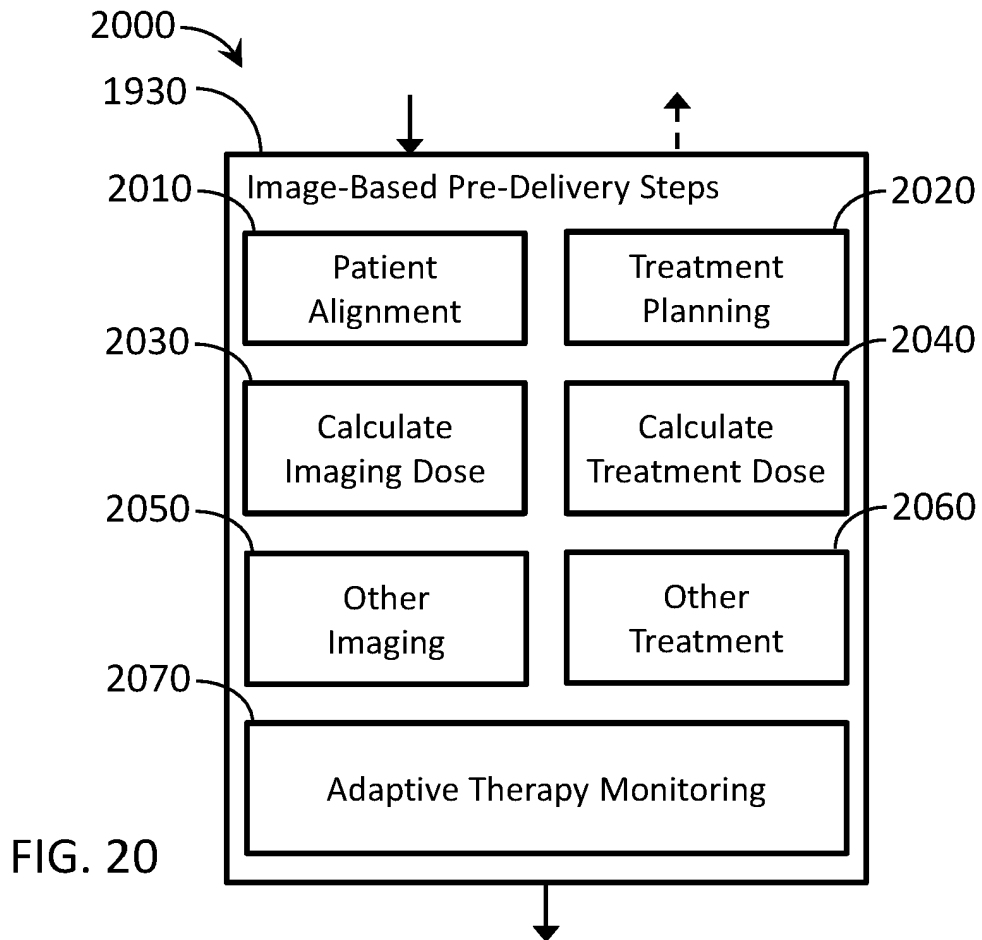 2000
1930
Image-Based Pre-Delivery Steps
2010
2020
Patient
Alignment
Treatment
Planning
2030
2040
Calculate
Imaging Dose
Calculate
Treatment Dose
2050
2060
Other
Imaging
Other
Treatment
2070
Adaptive Therapy Monitoring
FIG. 20